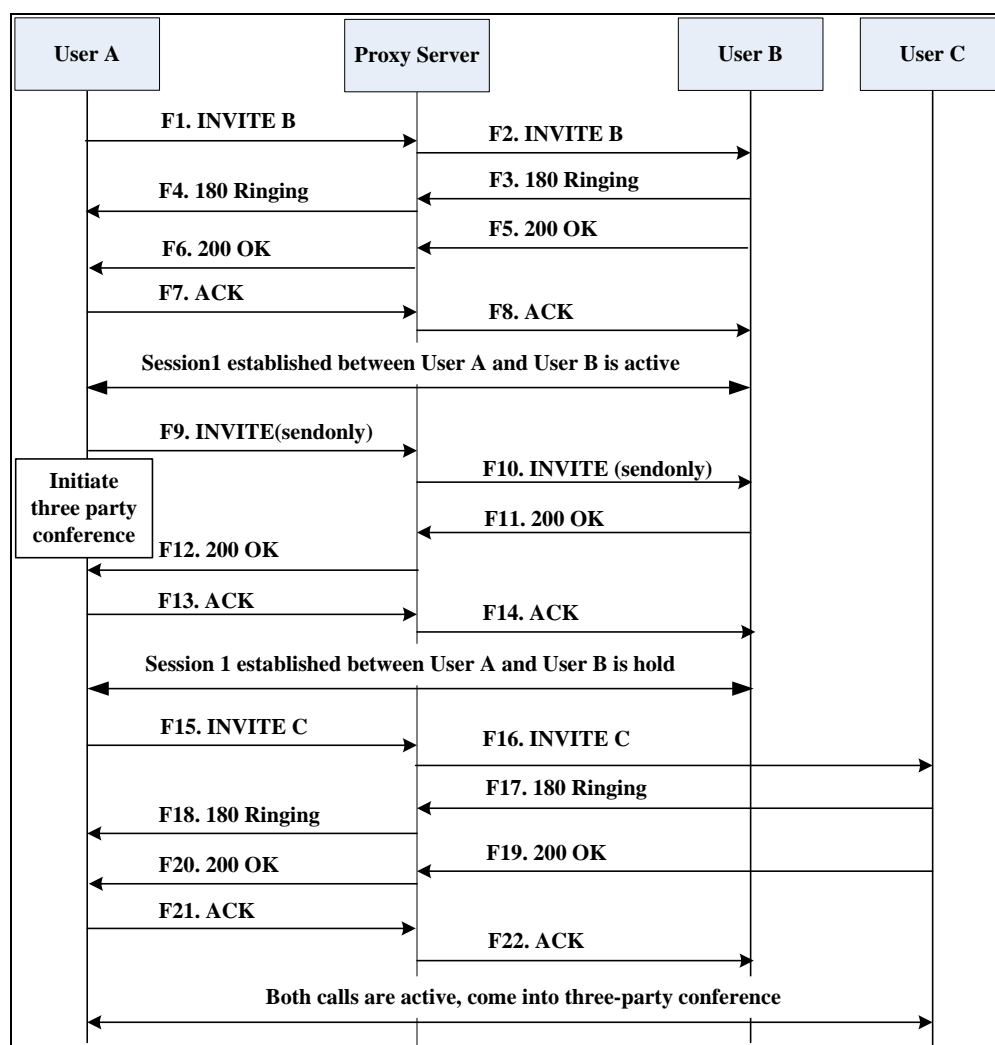 User A
Proxy Server
User B
User C
F1. INVITE B
F2. INVITE B
F3. 180 Ringing
F4. 180 Ringing
F5. 200 OK
F6. 200 OK
F7. ACK
F8. ACK
Session1 established between User A and User B is active
F9. INVITE(sendonly)
Initiate
three party
conference
F10. INVITE (sendonly)
F11. 200 OK
F12. 200 OK
F13. ACK
F14. ACK
Session 1 established between User A and User B is hold
F15. INVITE C
F16. INVITE C
F17. 180 Ringing
F18. 180 Ringing
F19. 200 OK
F20. 200 OK
F21. ACK
F22. ACK
Both calls are active, come into three-party conference